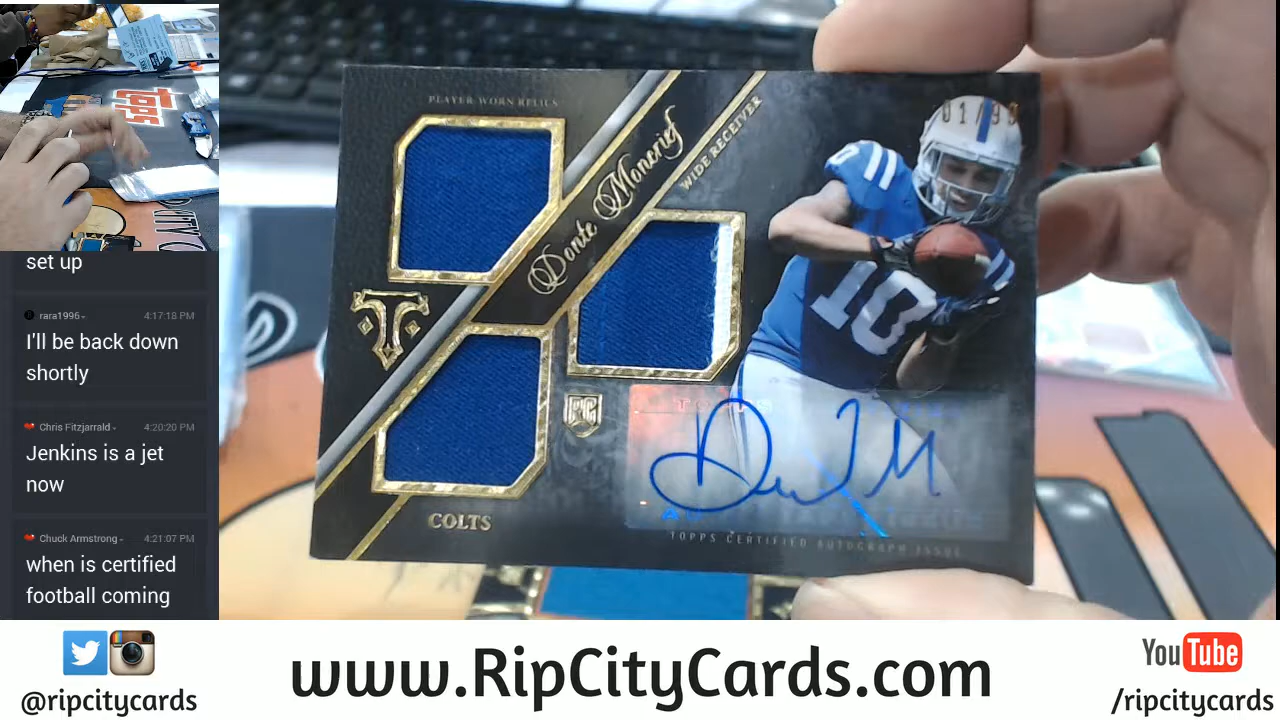 set up
rara1996
4:17:18 PM
I'll be back down
shortly
Chris Fitzjarrald
4:20:20 PM
Jenkins is a jet
now
Chuck Armstrong
4:21:07 PM
when is certified
football coming
PLAYER WORN RELICS
Donte Moncrief
WIDE RECEIVER
10
COLTS
RC
TOPPS CERTIFIED AUTOGRAPH ISSUE
@ripcitycards
www.RipCityCards.com
YouTube
/ripcitycards